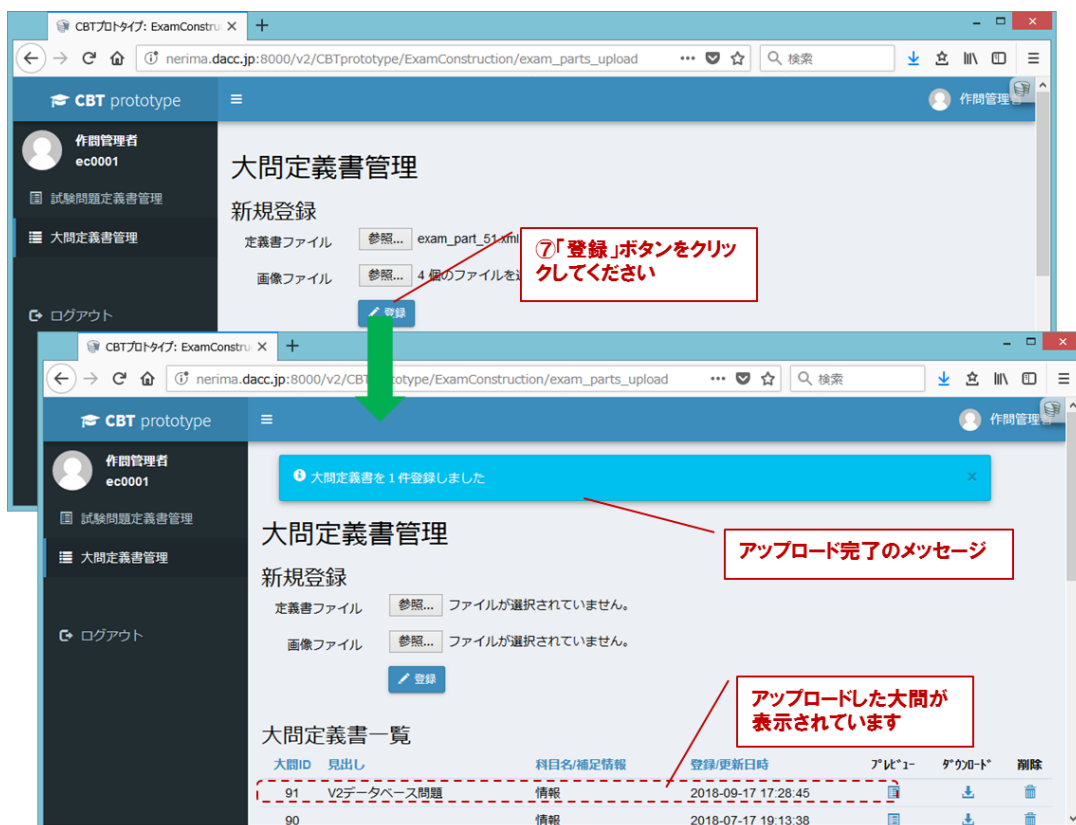 CBTプロトタイプ: ExamConstru
nerima.dacc.jp:8000/v2/CBTprototype/ExamConstruction/exam_parts_upload
検索
CBT prototype
作問管理者
作問管理者
ec0001
試験問題定義書管理
大問定義書管理
ログアウト
大問定義書管理
新規登録
定義書ファイル 参照... exam_part_51.xml
画像ファイル 参照... 4 個のファイルを
登録
⑦「登録」ボタンをクリッ
クしてください
CBTプロトタイプ: ExamConstru
nerima.dacc.jp:8000/v2/CBTprototype/ExamConstruction/exam_parts_upload
検索
CBT prototype
作問管理者
作問管理者
ec0001
試験問題定義書管理
大問定義書管理
ログアウト
大問定義書を1件登録しました
アップロード完了のメッセージ
大問定義書管理
新規登録
定義書ファイル 参照... ファイルが選択されていません。
画像ファイル 参照... ファイルが選択されていません。
登録
アップロードした大問が
表示されています
大問定義書一覧
大問ID 見出し 科目名/補足情報 登録/更新日時 ﾌﾟﾚﾋﾞｭｰ ﾀﾞｳﾝﾛｰﾄﾞ 削除
91 V2データベース問題 情報 2018-09-17 17:28:45
90 情報 2018-07-17 19:13:38